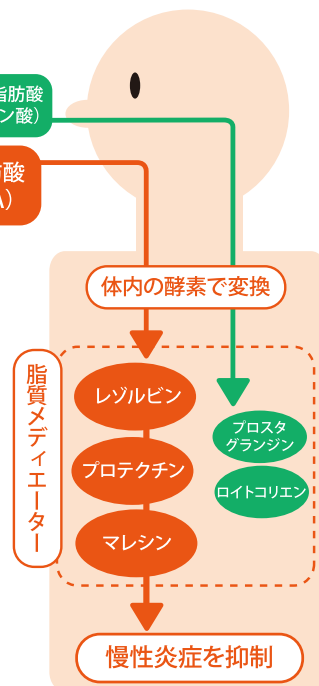 脂肪酸
ン酸）
肪酸
A）
体内の酵素で変換
脂質メディエーター
レゾルビン
プロテクチン
マレシン
プロスタ
グランジン
ロイトコリエン
慢性炎症を抑制